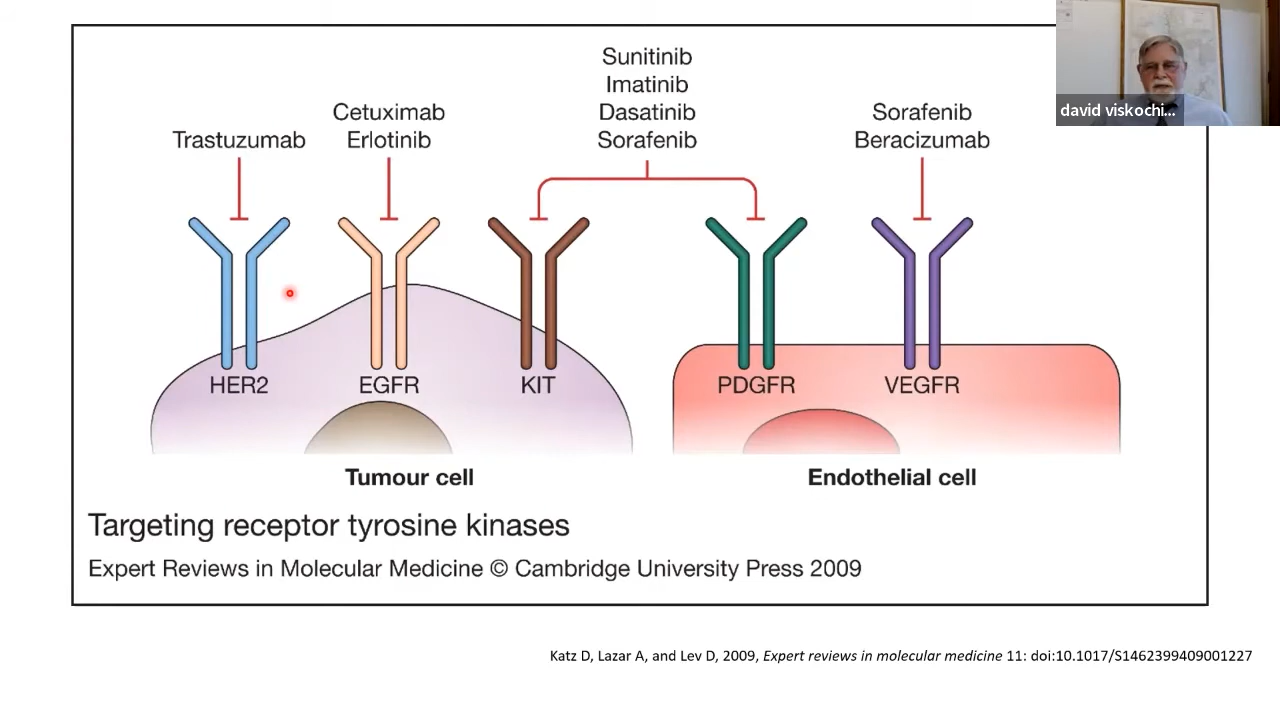 Sunitinib
Imatinib
Dasatinib
Sorafenib
Cetuximab
Erlotinib
Sorafenib
Beracizumab
Trastuzumab
david viskochi...
HER2
EGFR
KIT
PDGFR
VEGFR
Tumour cell
Endothelial cell
Targeting receptor tyrosine kinases
Expert Reviews in Molecular Medicine © Cambridge University Press 2009
Katz D, Lazar A, and Lev D, 2009, Expert reviews in molecular medicine 11: doi:10.1017/S1462399409001227